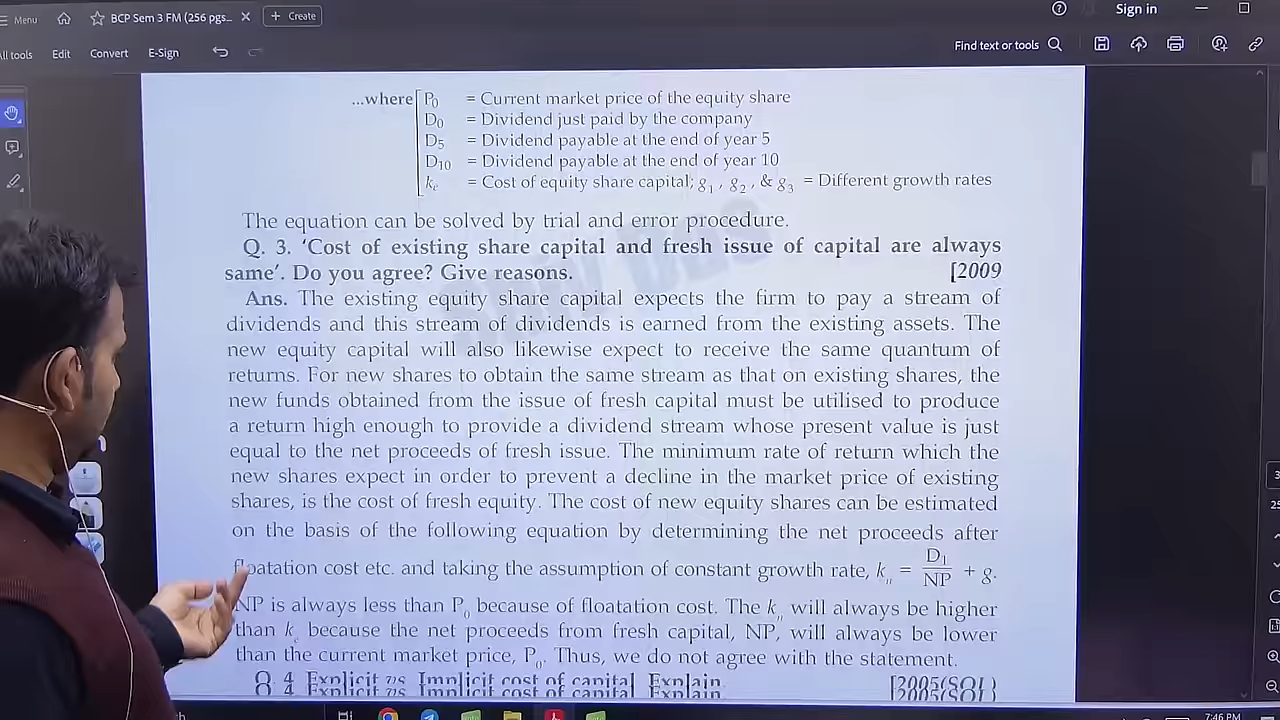 Menu
BCP Sem 3 FM (256 pgs...
Create
Sign in
All tools
Edit
Convert
E-Sign
Find text or tools
...where P0 = Current market price of the equity share
D0 = Dividend just paid by the company
D5 = Dividend payable at the end of year 5
D10 = Dividend payable at the end of year 10
ke = Cost of equity share capital; g1 , g2 , & g3 = Different growth rates
The equation can be solved by trial and error procedure.
Q. 3. ‘Cost of existing share capital and fresh issue of capital are always
same’. Do you agree? Give reasons. [2009
Ans. The existing equity share capital expects the firm to pay a stream of
dividends and this stream of dividends is earned from the existing assets. The
new equity capital will also likewise expect to receive the same quantum of
returns. For new shares to obtain the same stream as that on existing shares, the
new funds obtained from the issue of fresh capital must be utilised to produce
a return high enough to provide a dividend stream whose present value is just
equal to the net proceeds of fresh issue. The minimum rate of return which the
new shares expect in order to prevent a decline in the market price of existing
shares, is the cost of fresh equity. The cost of new equity shares can be estimated
on the basis of the following equation by determining the net proceeds after
floatation cost etc. and taking the assumption of constant growth rate, kn = D1/NP + g.
NP is always less than P0 because of floatation cost. The kn will always be higher
than ke because the net proceeds from fresh capital, NP, will always be lower
than the current market price, P0. Thus, we do not agree with the statement.
Q. 4 Explicit vs Implicit cost of capital Explain. [2005(SOL)
7:46 PM